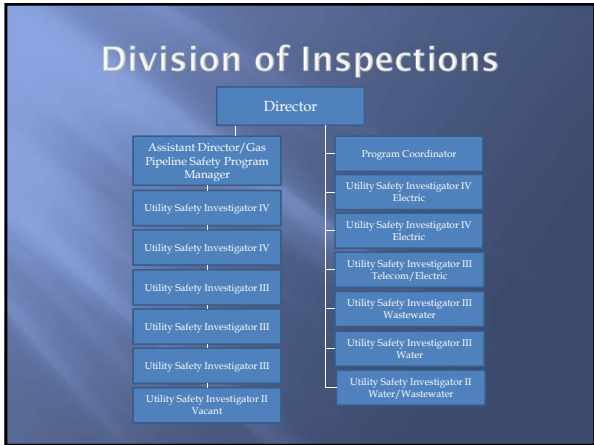 Division of Inspections
Director
Assistant Director/Gas
Pipeline Safety Program
Manager
Utility Safety Investigator IV
Utility Safety Investigator IV
Utility Safety Investigator III
Utility Safety Investigator III
Utility Safety Investigator III
Utility Safety Investigator II
Vacant
Program Coordinator
Utility Safety Investigator IV
Electric
Utility Safety Investigator IV
Electric
Utility Safety Investigator III
Telecom/Electric
Utility Safety Investigator III
Wastewater
Utility Safety Investigator III
Water
Utility Safety Investigator II
Water/Wastewater